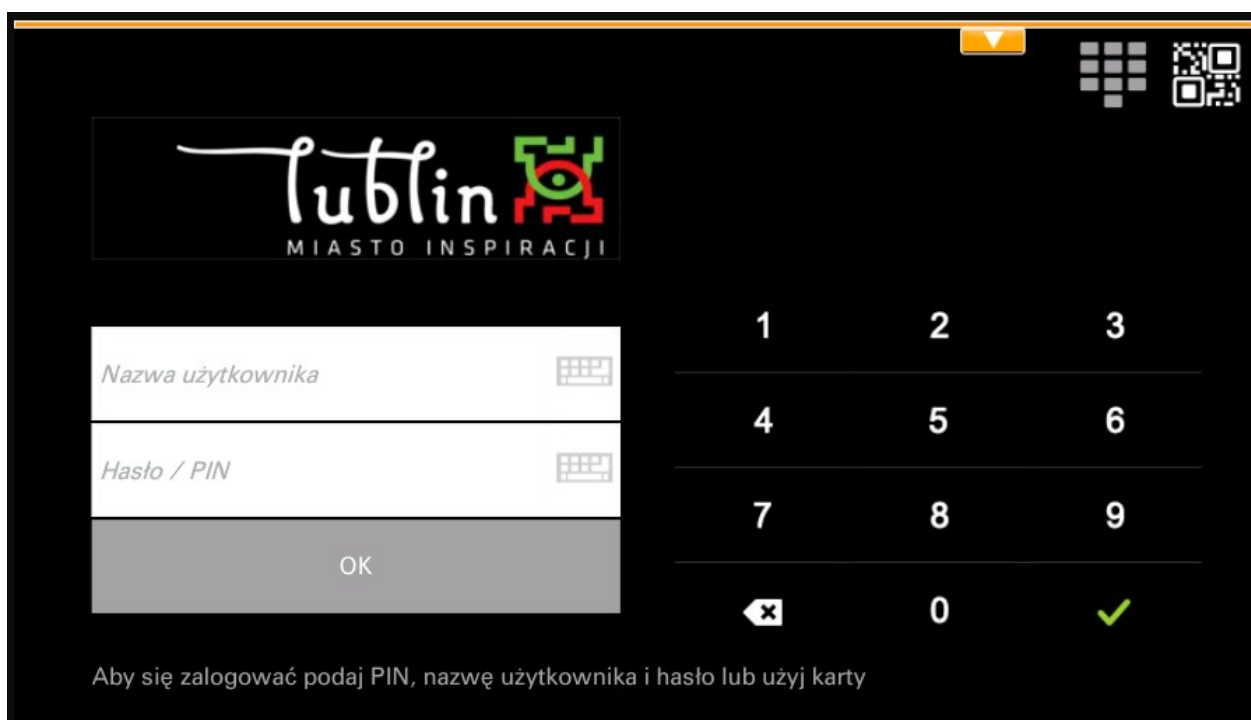 lublin
MIASTO INSPIRACJI
Nazwa użytkownika
Hasło / PIN
OK
1 2 3
4 5 6
7 8 9
0
Aby się zalogować podaj PIN, nazwę użytkownika i hasło lub użyj karty